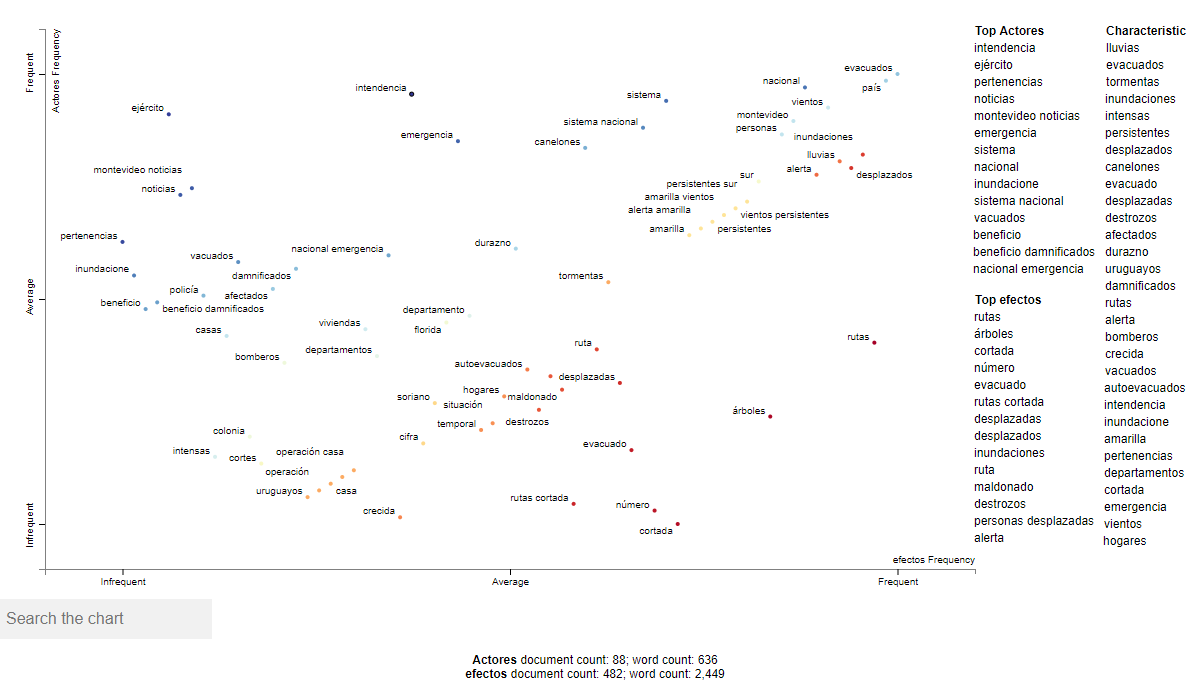 Frequent
Actores Frequency
Average
Infrequent
evacuados
nacional
país
intendencia
sistema
vientos
ejército
montevideo
sistema nacional
personas
emergencia
inundaciones
canelones
lluvias
montevideo noticias
alerta
sur
desplazados
noticias
persistentes sur
amarilla vientos
alerta amarilla
vientos persistentes
amarilla
persistentes
pertenencias
durazno
nacional emergencia
vacuados
inundacione
damnificados
tormentas
policía
afectados
beneficio
beneficio damnificados
departamento
viviendas
casas
florida
rutas
ruta
departamentos
bomberos
autoevacuados
desplazadas
hogares
maldonado
soriano
situación
árboles
temporal
destrozos
colonia
cifra
evacuado
intensas
operación casa
cortes
operación
uruguayos
casa
rutas cortada
número
crecida
cortada
efectos Frequency
Infrequent
Average
Frequent
Top Actores
intendencia
ejército
pertenencias
noticias
montevideo noticias
emergencia
sistema
nacional
inundacione
sistema nacional
vacuados
beneficio
beneficio damnificados
nacional emergencia
Top efectos
rutas
árboles
cortada
número
evacuado
rutas cortada
desplazadas
desplazados
inundaciones
ruta
maldonado
destrozos
personas desplazadas
alerta
Characteristic
lluvias
evacuados
tormentas
inundaciones
intensas
persistentes
desplazados
canelones
evacuado
desplazadas
destrozos
afectados
durazno
uruguayos
damnificados
rutas
alerta
bomberos
crecida
vacuados
autoevacuados
intendencia
inundacione
amarilla
pertenencias
departamentos
cortada
emergencia
vientos
hogares
Search the chart
Actores document count: 88; word count: 636
efectos document count: 482; word count: 2,449